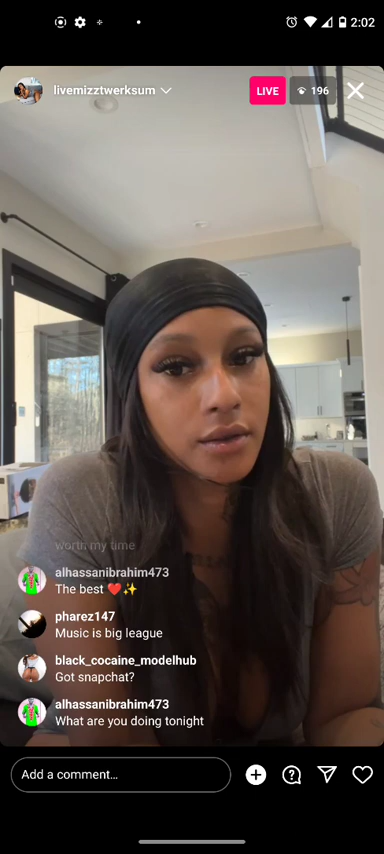 2:02
livemizztwerksum
LIVE
196
worth my time
alhassanibrahim473
The best ❤️✨
pharez147
Music is big league
black_cocaine_modelhub
Got snapchat?
alhassanibrahim473
What are you doing tonight
Add a comment...